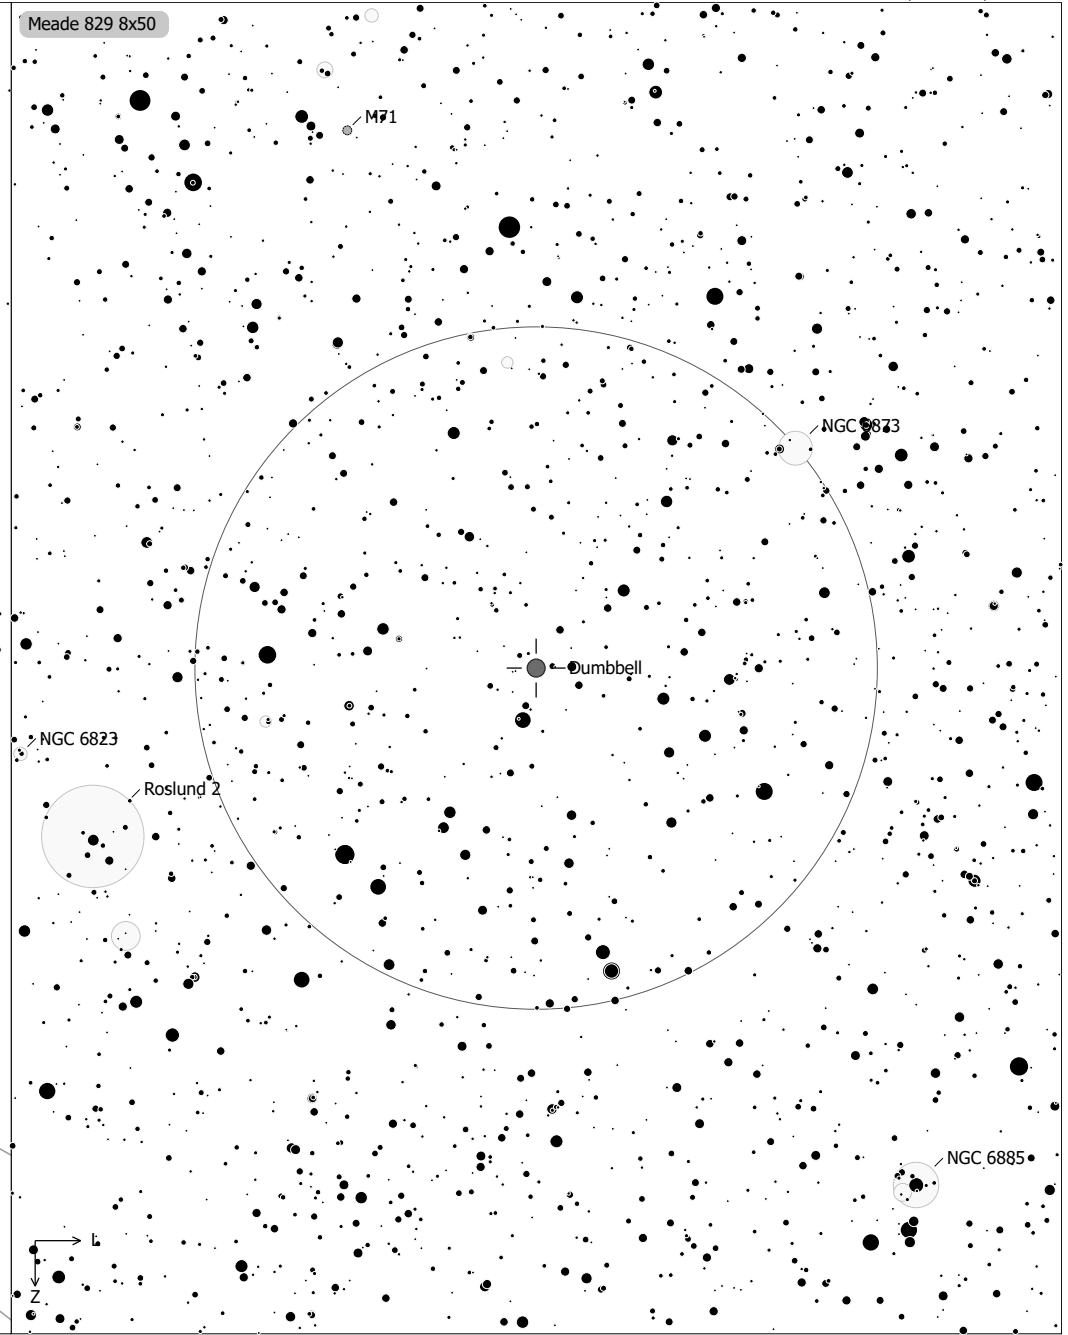 Meade 829 8x50
M71
NGC 6873
Dumbbell
NGC 6823
Roslund 2
NGC 6885
L
Z